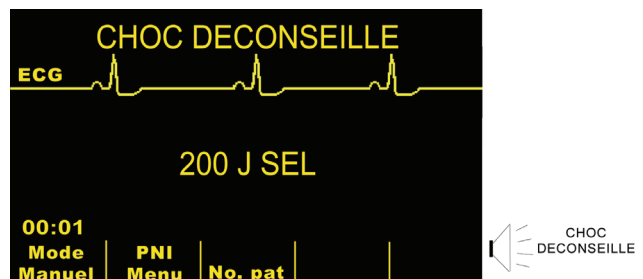 CHOC DECONSEILLE
ECG
200 J SEL
00:01
Mode Manuel
PNI Menu
No. pat
CHOC
DECONSEILLE